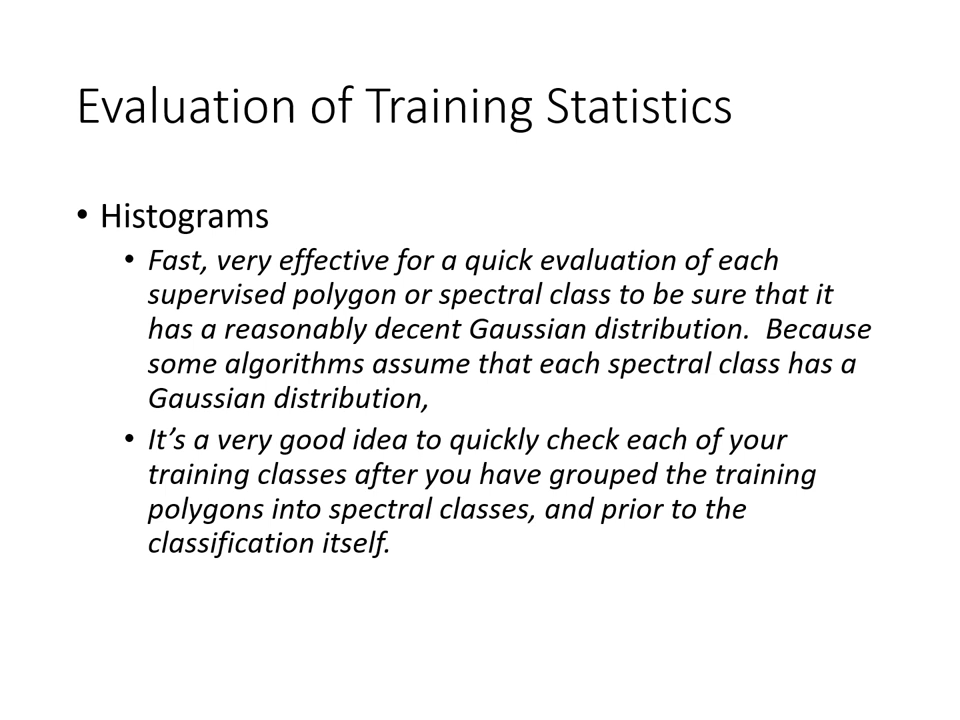 Evaluation of Training Statistics
• Histograms
• Fast, very effective for a quick evaluation of each
supervised polygon or spectral class to be sure that it
has a reasonably decent Gaussian distribution.  Because
some algorithms assume that each spectral class has a
Gaussian distribution,
• It’s a very good idea to quickly check each of your
training classes after you have grouped the training
polygons into spectral classes, and prior to the
classification itself.